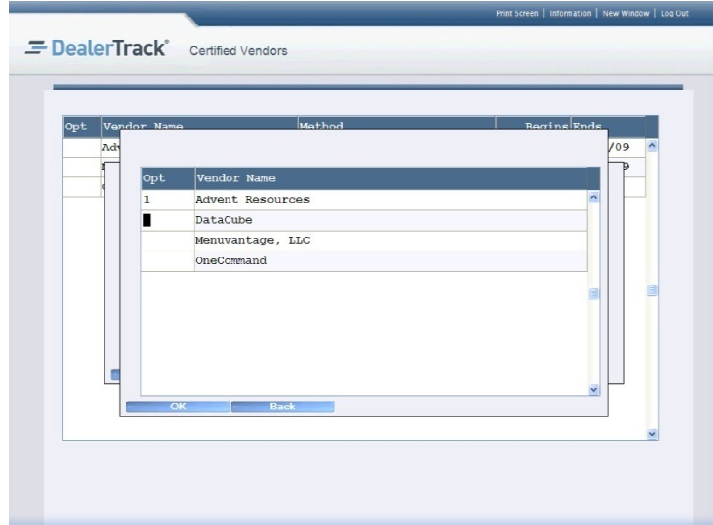 Print Screen | Information | New Window | Log Out
DealerTrack® Certified Vendors
Opt Vendor Name Method Begins Ends
/09
9
Opt Vendor Name
1 Advent Resources
DataCube
Menuvantage, LLC
OneCommand
OK Back